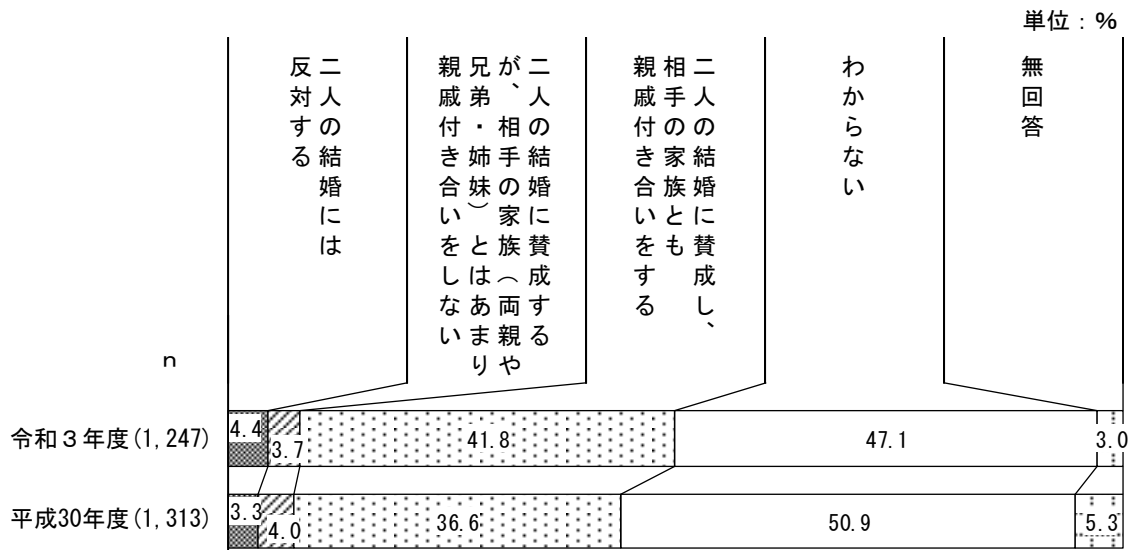 単位：%
二人の結婚には
反対する
二人の結婚に賛成する
が、相手の家族（両親や
兄弟・姉妹）とはあまり
親戚付き合いをしない
二人の結婚に賛成し、
相手の家族とも
親戚付き合いをする
わからない
無回答
n
令和３年度(1,247)
4.4
3.7
41.8
47.1
3.0
平成30年度(1,313)
3.3
4.0
36.6
50.9
5.3